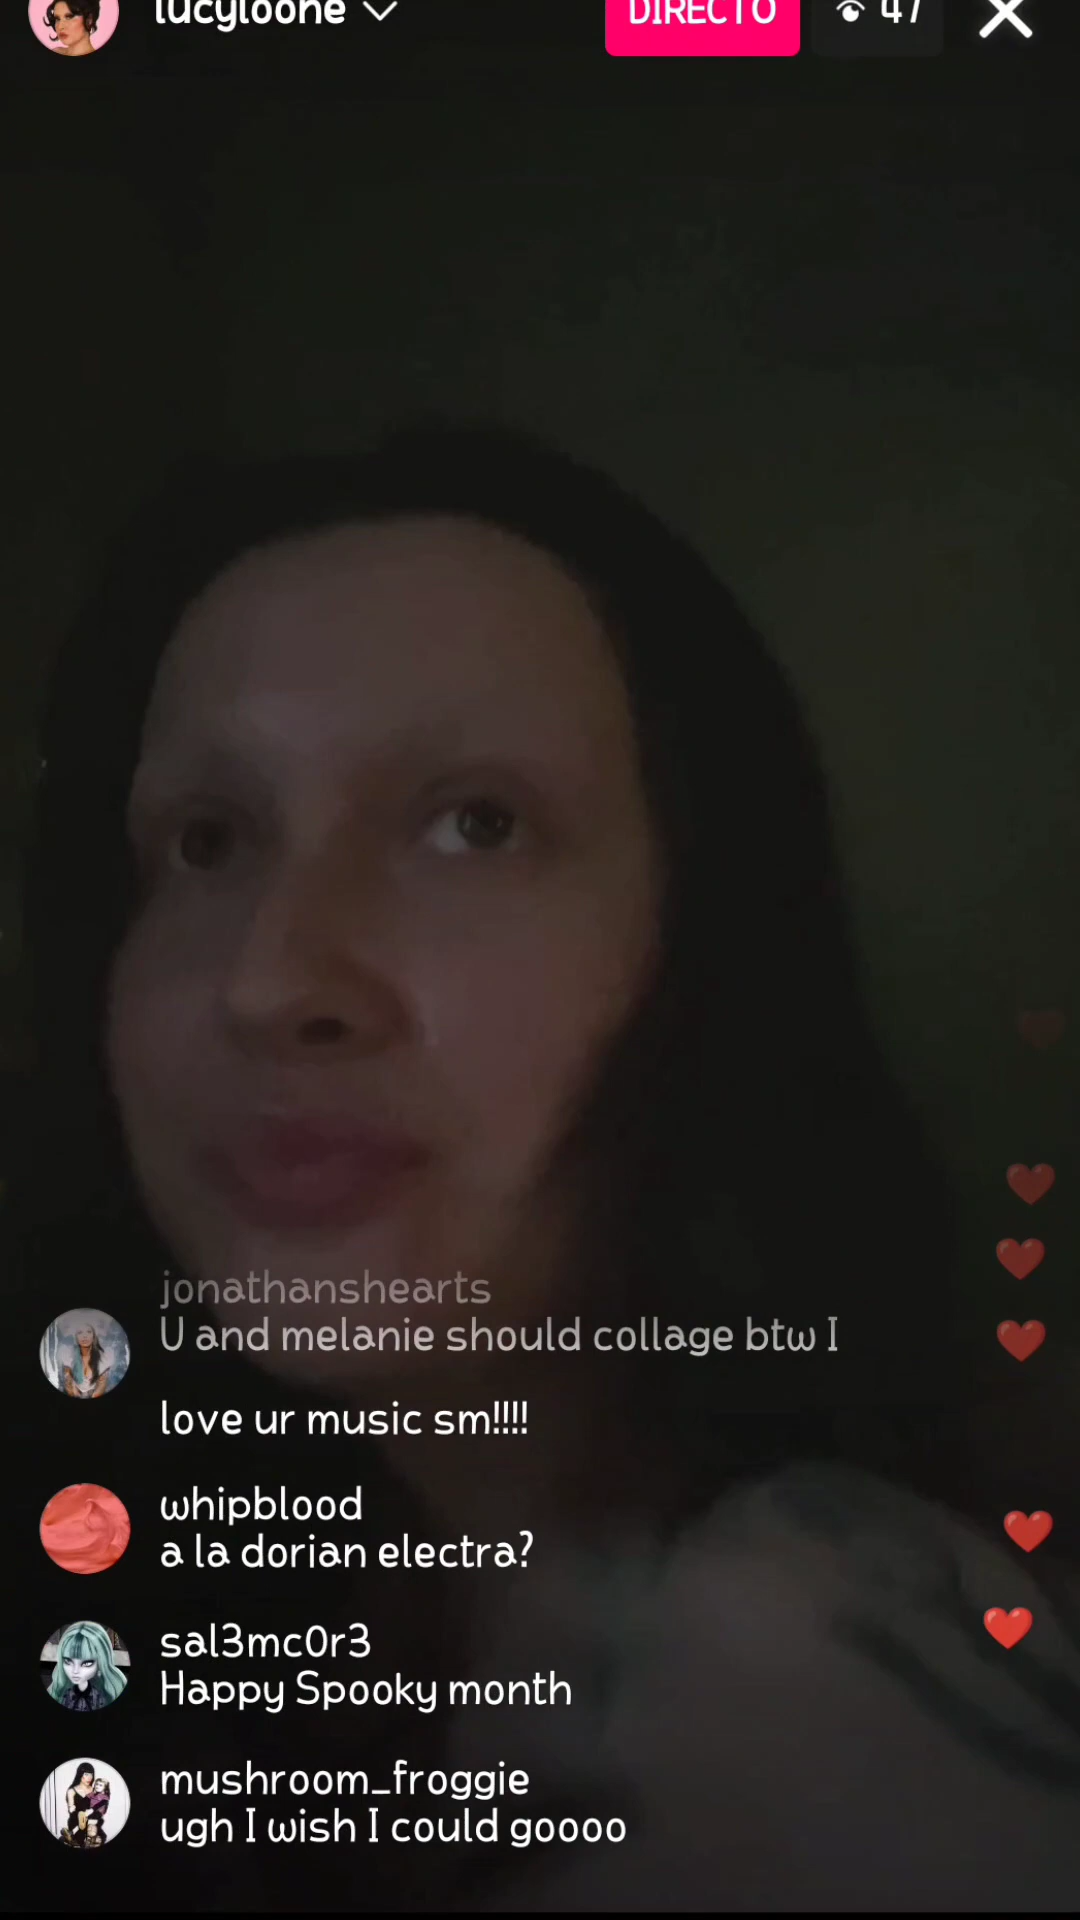 lucyloone
DIRECTO
47
jonathanshearts
U and melanie should collage btw I
love ur music sm!!!!
whipblood
a la dorian electra?
sal3mc0r3
Happy Spooky month
mushroom_froggie
ugh I wish I could goooo